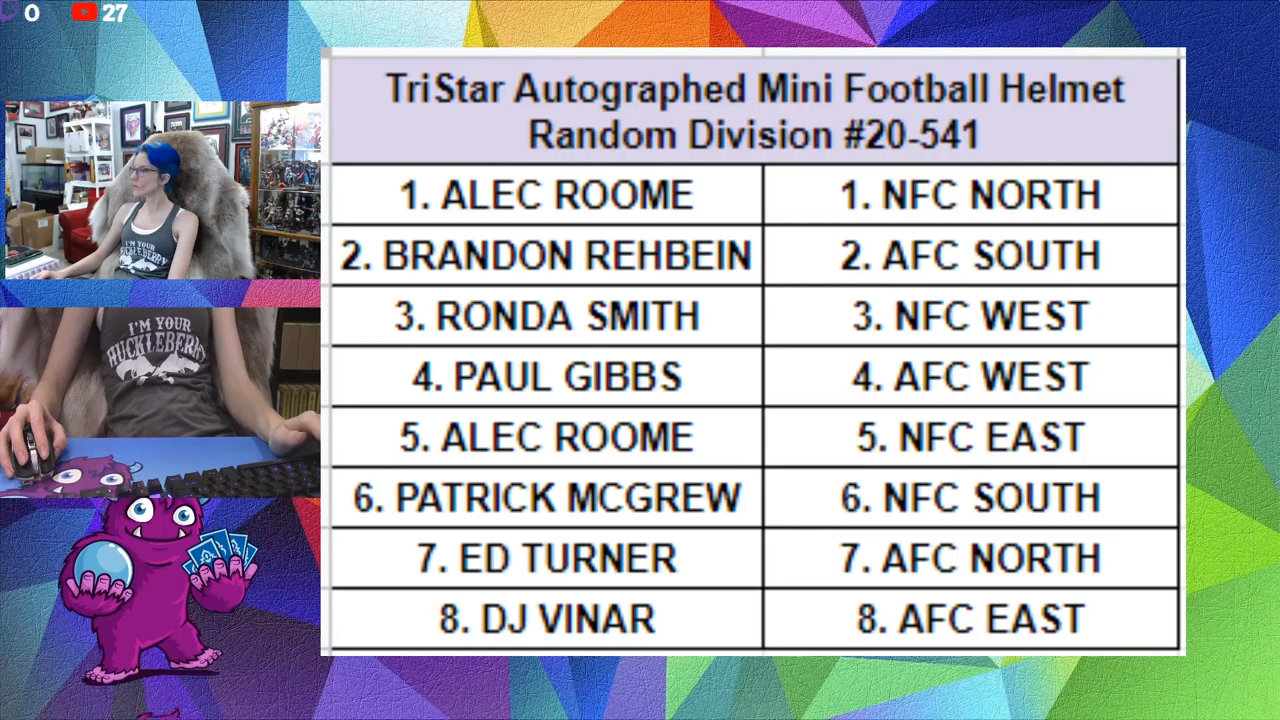 0 27
TriStar Autographed Mini Football Helmet
Random Division #20-541
1. ALEC ROOME 1. NFC NORTH
2. BRANDON REHBEIN 2. AFC SOUTH
3. RONDA SMITH 3. NFC WEST
4. PAUL GIBBS 4. AFC WEST
5. ALEC ROOME 5. NFC EAST
6. PATRICK MCGREW 6. NFC SOUTH
7. ED TURNER 7. AFC NORTH
8. DJ VINAR 8. AFC EAST
I'M YOUR
HUCKLEBERRY
I'M YOUR
HUCKLEBERRY